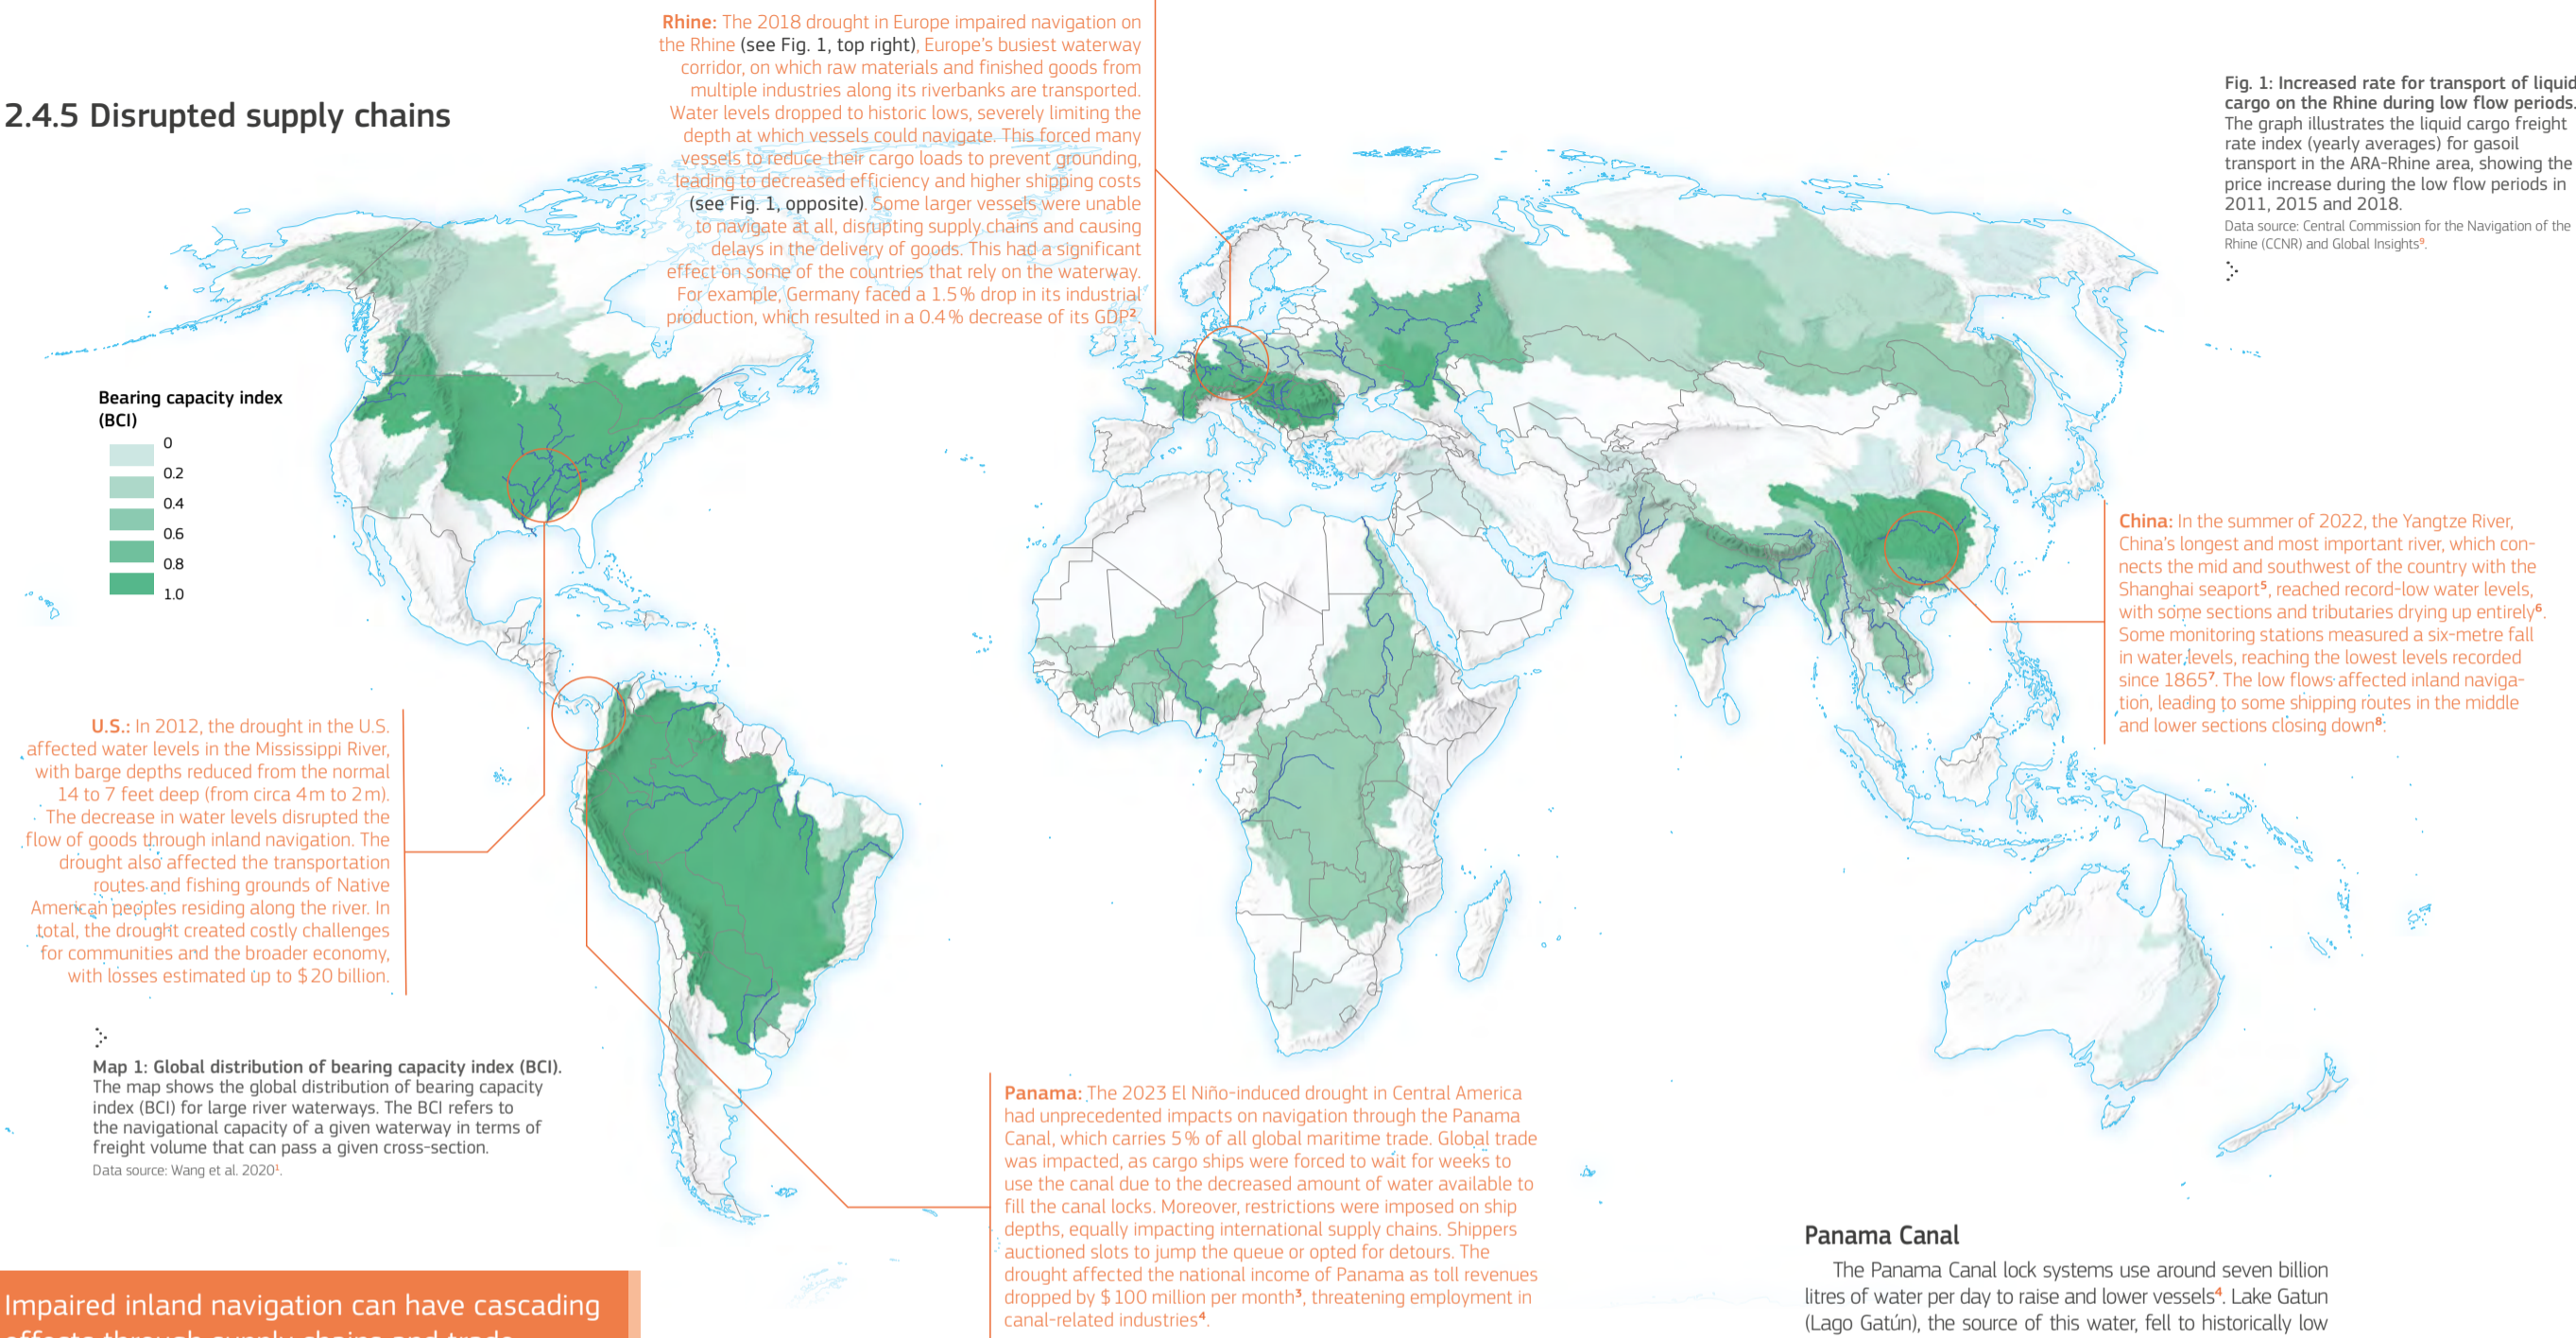 2.4.5 Disrupted supply chains
Rhine: The 2018 drought in Europe impaired navigation on
the Rhine (see Fig. 1, top right), Europe's busiest waterway
corridor, on which raw materials and finished goods from
multiple industries along its riverbanks are transported.
Water levels dropped to historic lows, severely limiting the
depth at which vessels could navigate. This forced many
vessels to reduce their cargo loads to prevent grounding,
leading to decreased efficiency and higher shipping costs
(see Fig. 1, opposite). Some larger vessels were unable
to navigate at all, disrupting supply chains and causing
delays in the delivery of goods. This had a significant
effect on some of the countries that rely on the waterway.
For example, Germany faced a 1.5 % drop in its industrial
production, which resulted in a 0.4 % decrease of its GDP²
Fig. 1: Increased rate for transport of liquid
cargo on the Rhine during low flow periods.
The graph illustrates the liquid cargo freight
rate index (yearly averages) for gasoil
transport in the ARA-Rhine area, showing the
price increase during the low flow periods in
2011, 2015 and 2018.
Data source: Central Commission for the Navigation of the
Rhine (CCNR) and Global Insights⁹.
Bearing capacity index
(BCI)
0
0.2
0.4
0.6
0.8
1.0
China: In the summer of 2022, the Yangtze River,
China's longest and most important river, which con-
nects the mid and southwest of the country with the
Shanghai seaport⁵, reached record-low water levels,
with some sections and tributaries drying up entirely⁶.
Some monitoring stations measured a six-metre fall
in water levels, reaching the lowest levels recorded
since 1865⁷. The low flows affected inland naviga-
tion, leading to some shipping routes in the middle
and lower sections closing down⁸.
U.S.: In 2012, the drought in the U.S.
affected water levels in the Mississippi River,
with barge depths reduced from the normal
14 to 7 feet deep (from circa 4 m to 2 m).
The decrease in water levels disrupted the
flow of goods through inland navigation. The
drought also affected the transportation
routes and fishing grounds of Native
American peoples residing along the river. In
total, the drought created costly challenges
for communities and the broader economy,
with losses estimated up to $ 20 billion.
Map 1: Global distribution of bearing capacity index (BCI).
The map shows the global distribution of bearing capacity
index (BCI) for large river waterways. The BCI refers to
the navigational capacity of a given waterway in terms of
freight volume that can pass a given cross-section.
Data source: Wang et al. 2020¹.
Panama: The 2023 El Niño-induced drought in Central America
had unprecedented impacts on navigation through the Panama
Canal, which carries 5 % of all global maritime trade. Global trade
was impacted, as cargo ships were forced to wait for weeks to
use the canal due to the decreased amount of water available to
fill the canal locks. Moreover, restrictions were imposed on ship
depths, equally impacting international supply chains. Shippers
auctioned slots to jump the queue or opted for detours. The
drought affected the national income of Panama as toll revenues
dropped by $ 100 million per month³, threatening employment in
canal-related industries⁴.
Panama Canal
The Panama Canal lock systems use around seven billion
litres of water per day to raise and lower vessels⁴. Lake Gatun
(Lago Gatún), the source of this water, fell to historically low
Impaired inland navigation can have cascading
effects through supply chains and trade